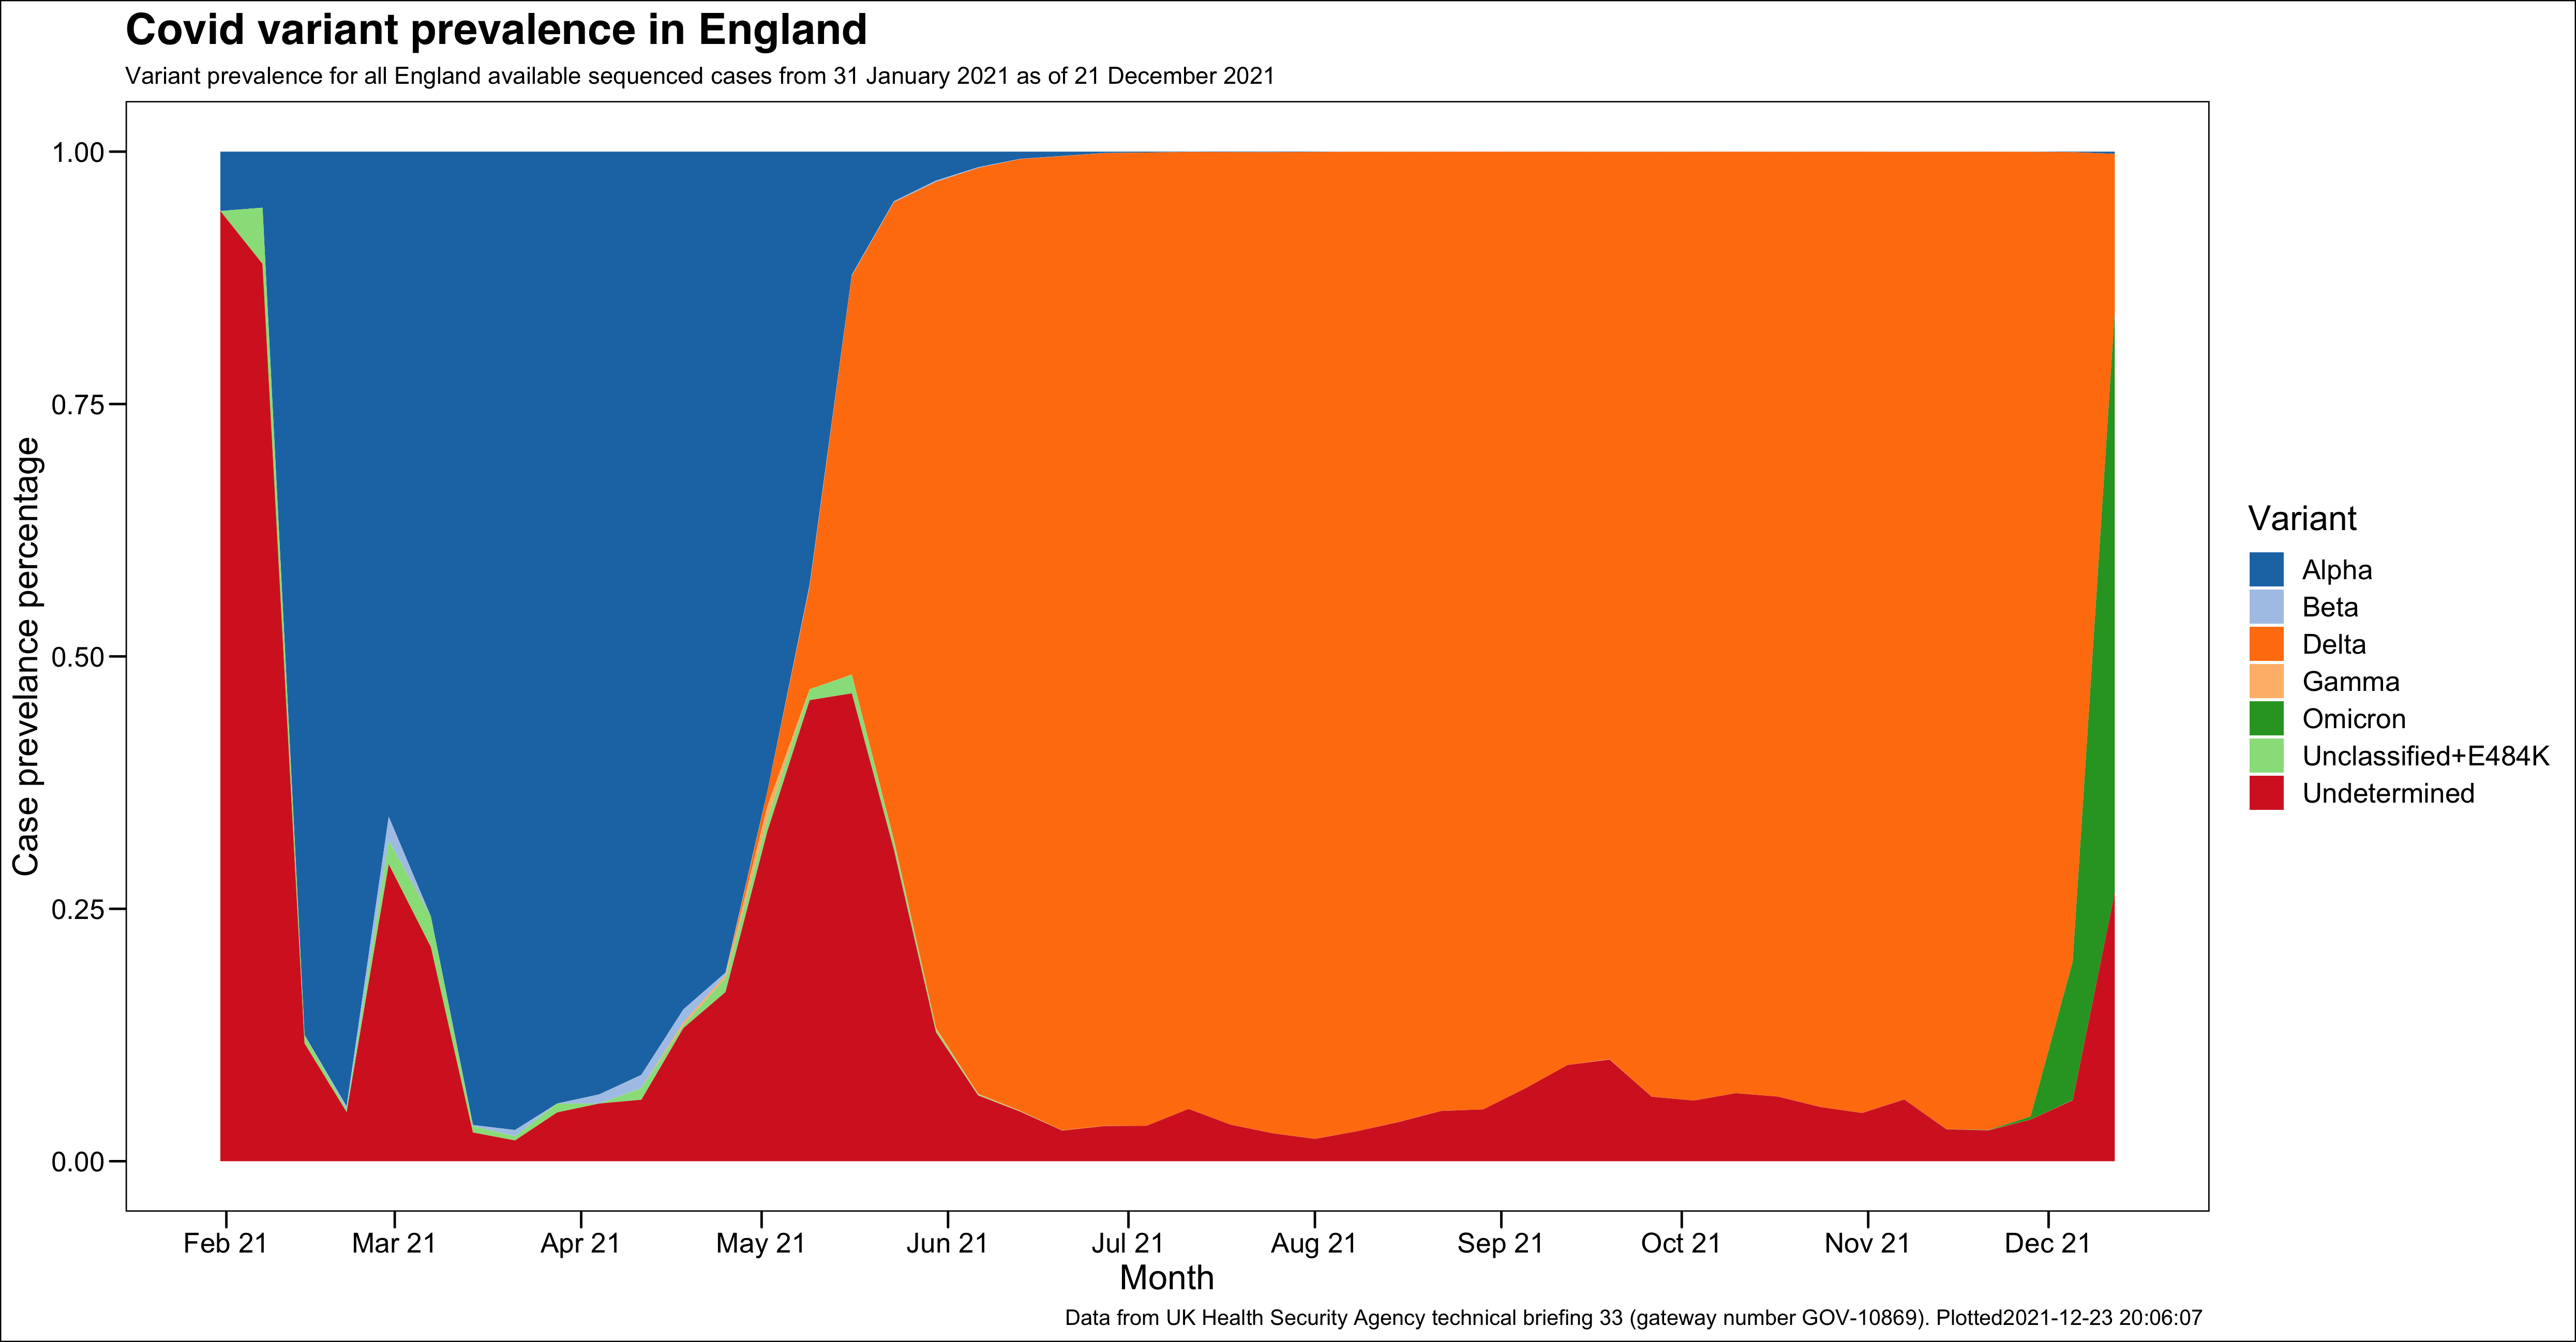 Covid variant prevalence in England
Variant prevalence for all England available sequenced cases from 31 January 2021 as of 21 December 2021
Case prevelance percentage
1.00
0.75
0.50
0.25
0.00
Feb 21
Mar 21
Apr 21
May 21
Jun 21
Jul 21
Aug 21
Sep 21
Oct 21
Nov 21
Dec 21
Month
Variant
Alpha
Beta
Delta
Gamma
Omicron
Unclassified+E484K
Undetermined
Data from UK Health Security Agency technical briefing 33 (gateway number GOV-10869). Plotted2021-12-23 20:06:07